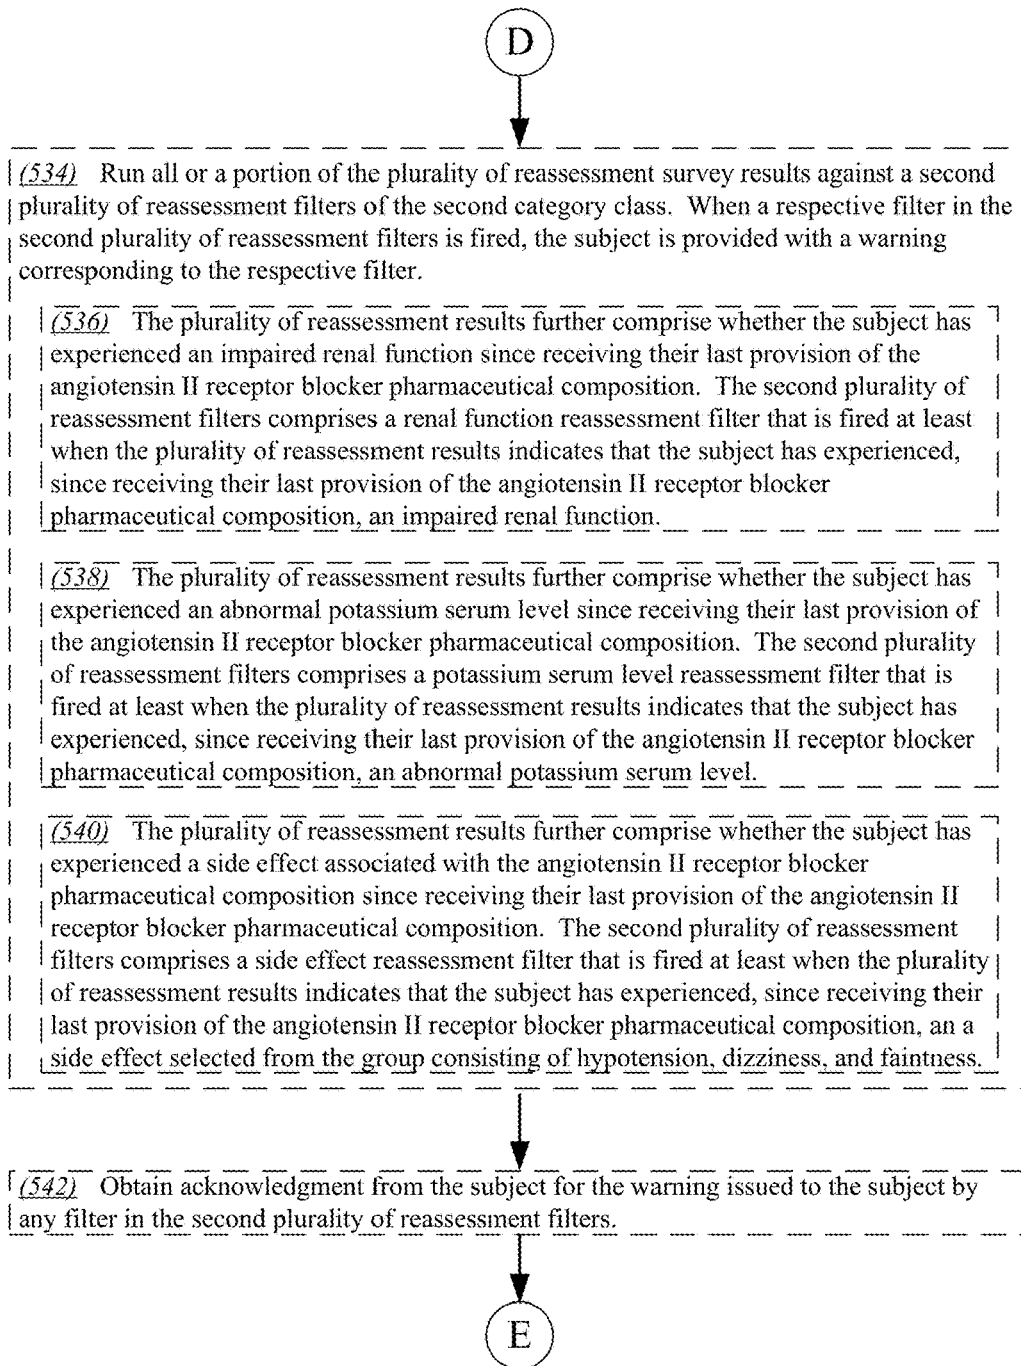 D
(534) Run all or a portion of the plurality of reassessment survey results against a second
plurality of reassessment filters of the second category class. When a respective filter in the
second plurality of reassessment filters is fired, the subject is provided with a warning
corresponding to the respective filter.
(536) The plurality of reassessment results further comprise whether the subject has
experienced an impaired renal function since receiving their last provision of the
angiotensin II receptor blocker pharmaceutical composition. The second plurality of
reassessment filters comprises a renal function reassessment filter that is fired at least
when the plurality of reassessment results indicates that the subject has experienced,
since receiving their last provision of the angiotensin II receptor blocker
pharmaceutical composition, an impaired renal function.
(538) The plurality of reassessment results further comprise whether the subject has
experienced an abnormal potassium serum level since receiving their last provision of
the angiotensin II receptor blocker pharmaceutical composition. The second plurality
of reassessment filters comprises a potassium serum level reassessment filter that is
fired at least when the plurality of reassessment results indicates that the subject has
experienced, since receiving their last provision of the angiotensin II receptor blocker
pharmaceutical composition, an abnormal potassium serum level.
(540) The plurality of reassessment results further comprise whether the subject has
experienced a side effect associated with the angiotensin II receptor blocker
pharmaceutical composition since receiving their last provision of the angiotensin II
receptor blocker pharmaceutical composition. The second plurality of reassessment
filters comprises a side effect reassessment filter that is fired at least when the plurality
of reassessment results indicates that the subject has experienced, since receiving their
last provision of the angiotensin II receptor blocker pharmaceutical composition, an a
side effect selected from the group consisting of hypotension, dizziness, and faintness.
(542) Obtain acknowledgment from the subject for the warning issued to the subject by
any filter in the second plurality of reassessment filters.
E